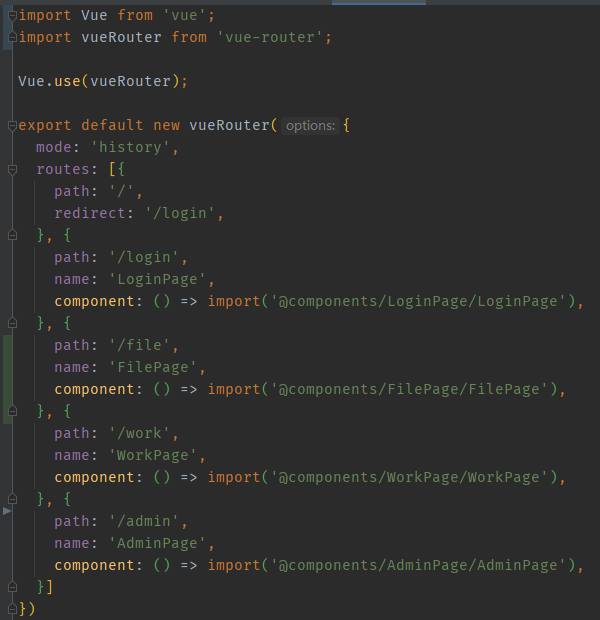 import Vue from 'vue';
import vueRouter from 'vue-router';
Vue.use(vueRouter);
export default new vueRouter( options: {
mode: 'history',
routes: [{
path: '/',
redirect: '/login',
}, {
path: '/login',
name: 'LoginPage',
component: () => import('@components/LoginPage/LoginPage'),
}, {
path: '/file',
name: 'FilePage',
component: () => import('@components/FilePage/FilePage'),
}, {
path: '/work',
name: 'WorkPage',
component: () => import('@components/WorkPage/WorkPage'),
}, {
path: '/admin',
name: 'AdminPage',
component: () => import('@components/AdminPage/AdminPage'),
}]
})